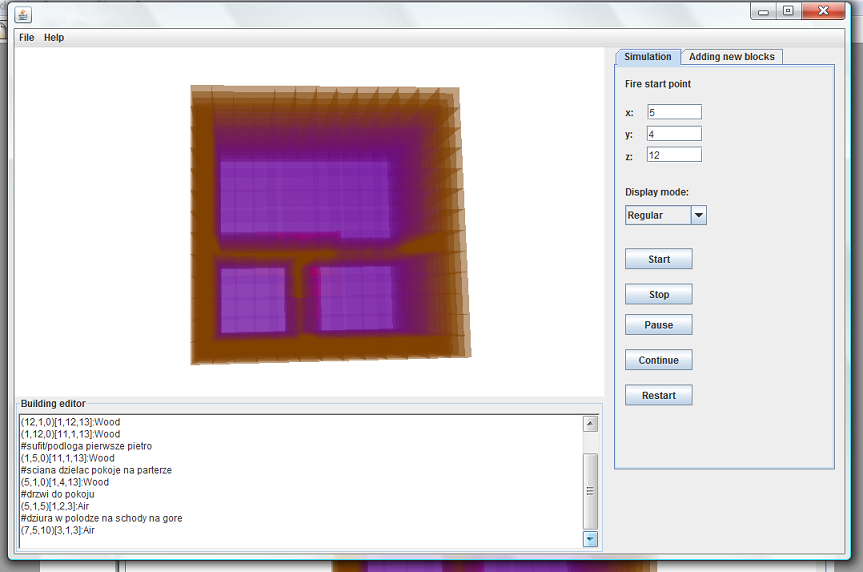 File Help
Simulation Adding new blocks
Fire start point
x: 5
y: 4
z: 12
Display mode:
Regular
Start
Stop
Pause
Continue
Restart
Building editor
(12,1,0)[1,12,13]:Wood
(1,12,0)[11,1,13]:Wood
#sufit/podloga pierwsze pietro
(1,5,0)[11,1,13]:Wood
#sciana dzielac pokoje na parterze
(5,1,0)[1,4,13]:Wood
#drzwi do pokoju
(5,1,5)[1,2,3]:Air
#dziura w polodze na schody na gore
(7,5,10)[3,1,3]:Air